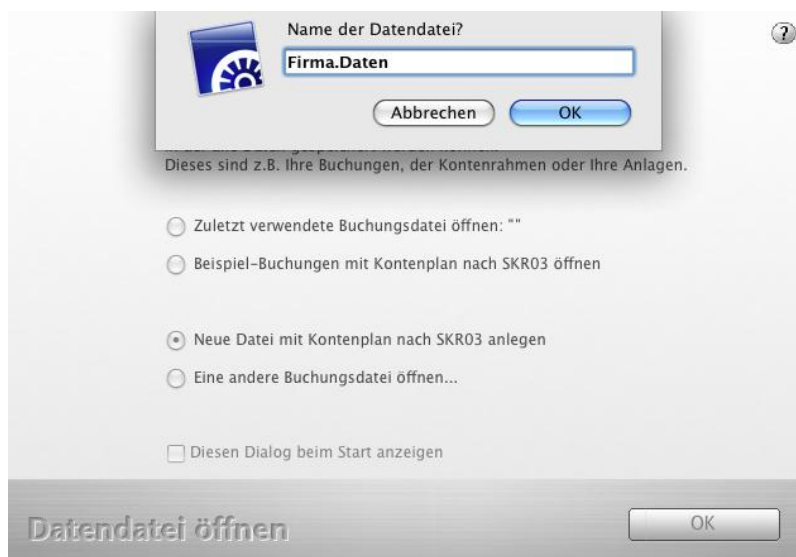 Name der Datendatei?
?
Firma.Daten
Abbrechen
OK
Dieses sind z.B. Ihre Buchungen, der Kontenrahmen oder Ihre Anlagen.
Zuletzt verwendete Buchungsdatei öffnen: ""
Beispiel-Buchungen mit Kontenplan nach SKR03 öffnen
Neue Datei mit Kontenplan nach SKR03 anlegen
Eine andere Buchungsdatei öffnen...
Diesen Dialog beim Start anzeigen
Datendatei öffnen
OK